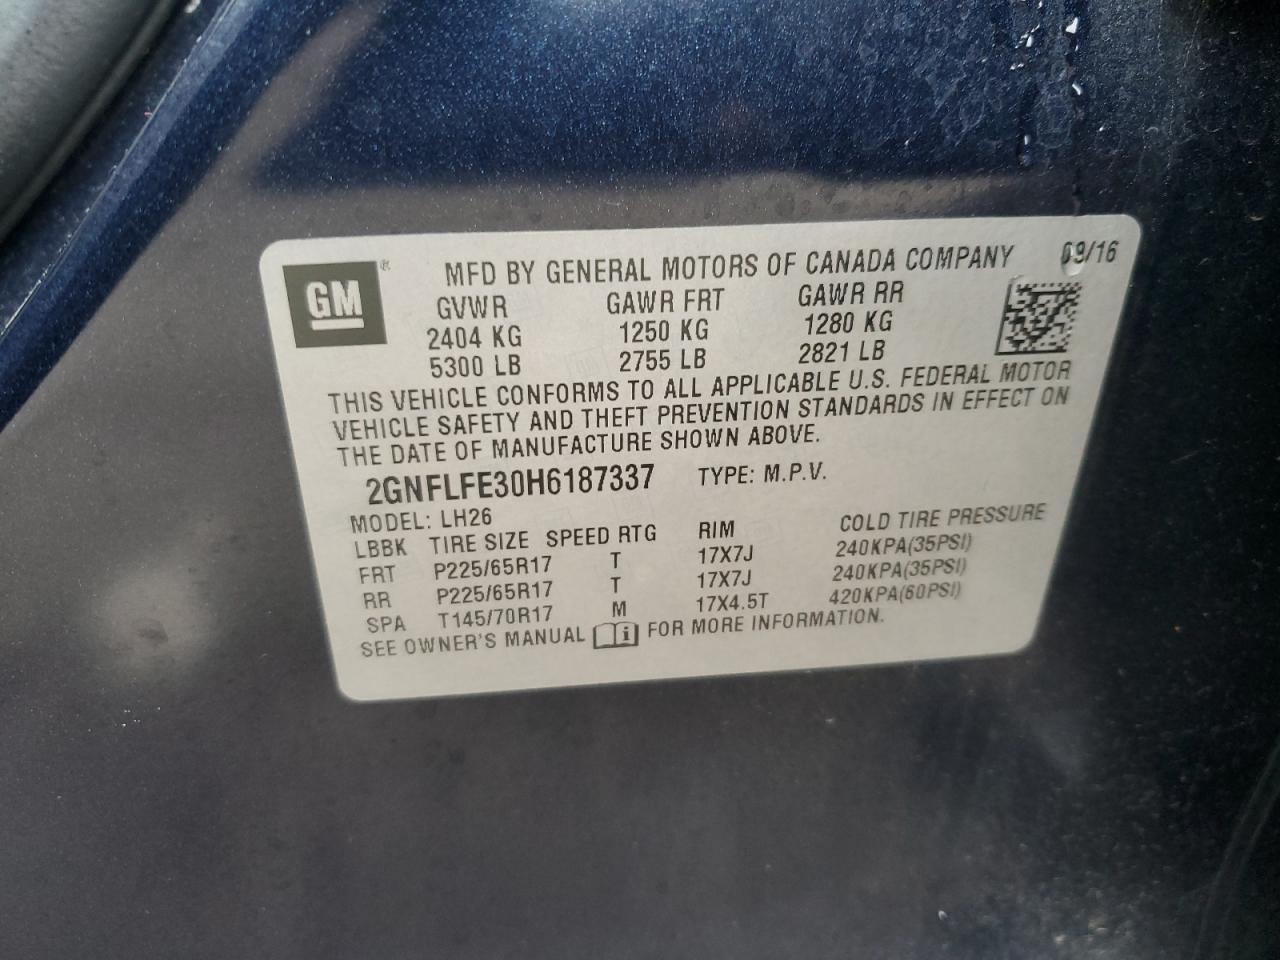 GM ® MFD BY GENERAL MOTORS OF CANADA COMPANY 09/16
GVWR GAWR FRT GAWR RR
2404 KG 1250 KG 1280 KG
5300 LB 2755 LB 2821 LB
THIS VEHICLE CONFORMS TO ALL APPLICABLE U.S. FEDERAL MOTOR
VEHICLE SAFETY AND THEFT PREVENTION STANDARDS IN EFFECT ON
THE DATE OF MANUFACTURE SHOWN ABOVE.
2GNFLFE30H6187337 TYPE: M.P.V.
MODEL: LH26
LBBK TIRE SIZE SPEED RTG RIM COLD TIRE PRESSURE
FRT P225/65R17 T 17X7J 240KPA(35PSI)
RR P225/65R17 T 17X7J 240KPA(35PSI)
SPA T145/70R17 M 17X4.5T 420KPA(60PSI)
SEE OWNER'S MANUAL i FOR MORE INFORMATION.